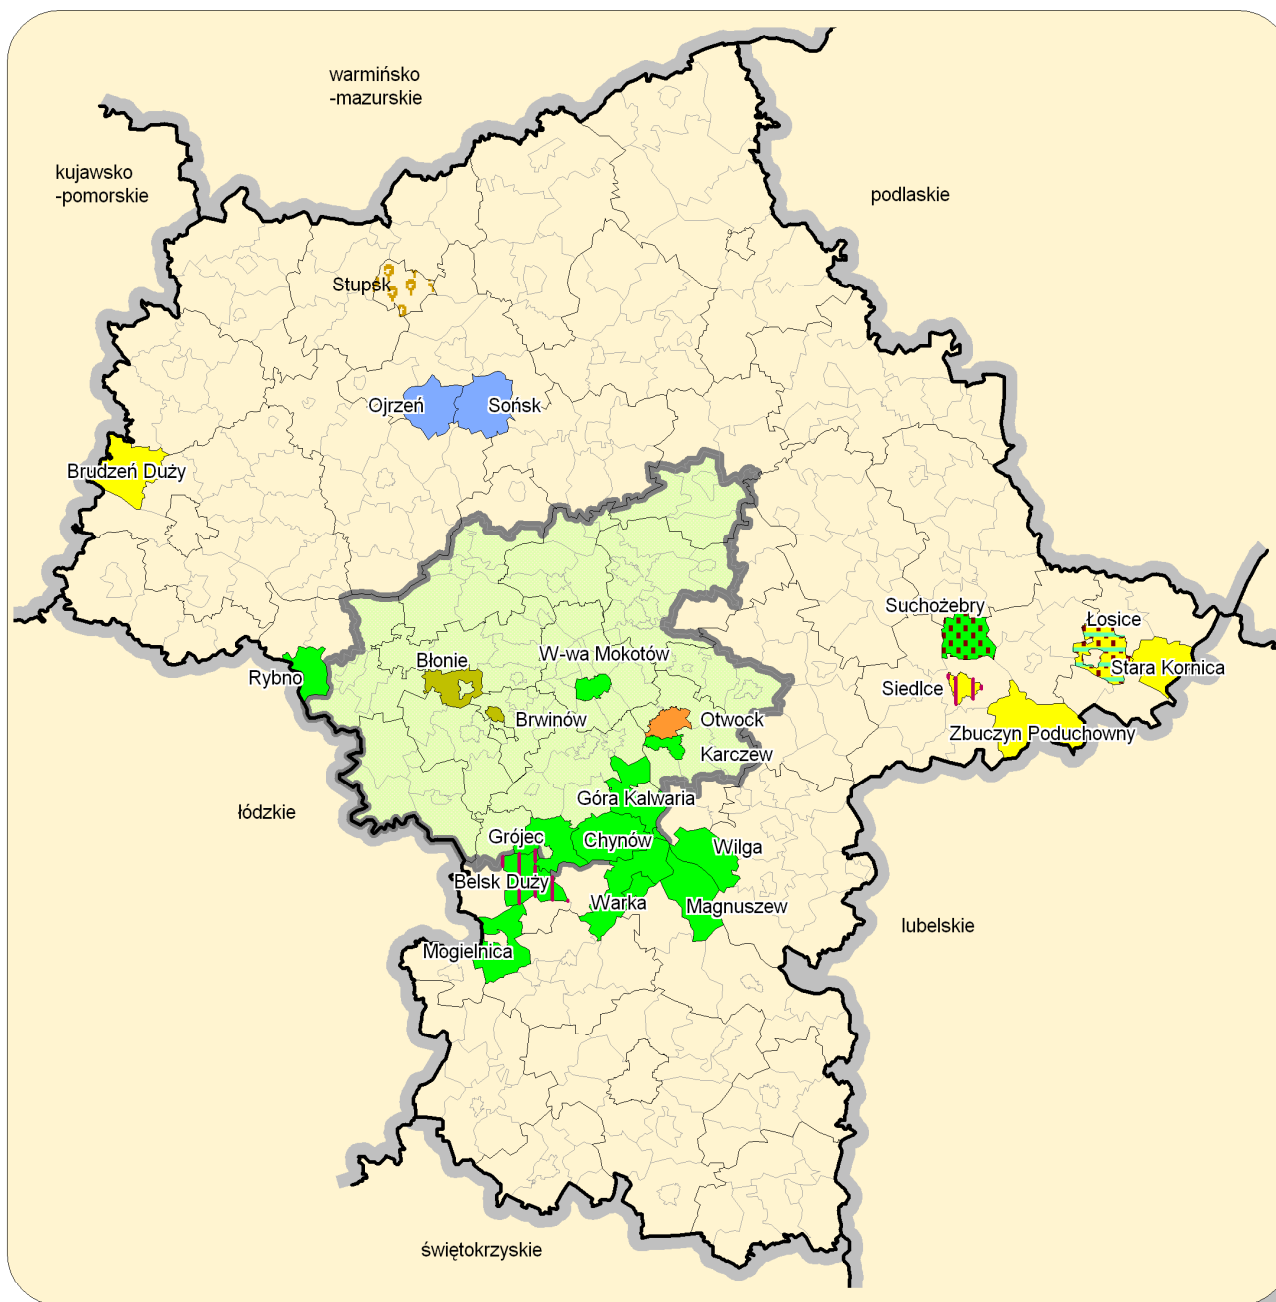 warmińsko
-mazurskie
kujawsko
-pomorskie
podlaskie
Stupsk
Ojrzeń
Sońsk
Brudzeń Duży
Suchożebry
Łosice
W-wa Mokotów
Błonie
Stara Kornica
Rybno
Siedlce
Brwinów
Otwock
Zbuczyn Poduchowny
Karczew
Góra Kalwaria
łódzkie
Grójec
Chynów
Wilga
Belsk Duży
Warka
Magnuszew
lubelskie
Mogielnica
świętokrzyskie